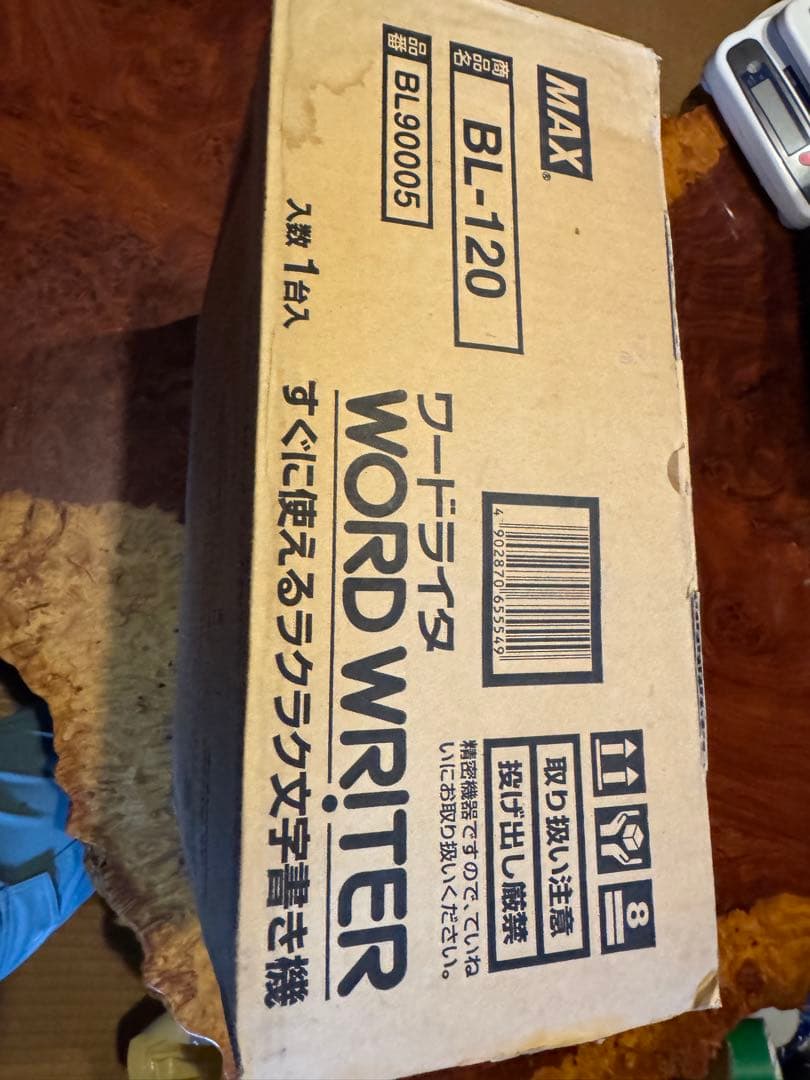 MAX®
商品名 BL-120
品番 BL90005
入数 1台入
4 902870 655549
8
取り扱い注意
投げ出し厳禁
精密機器ですので、ていね
いにお取り扱いください。
ワードライタ
WORD WRiTER
すぐに使えるラクラク文字書き機